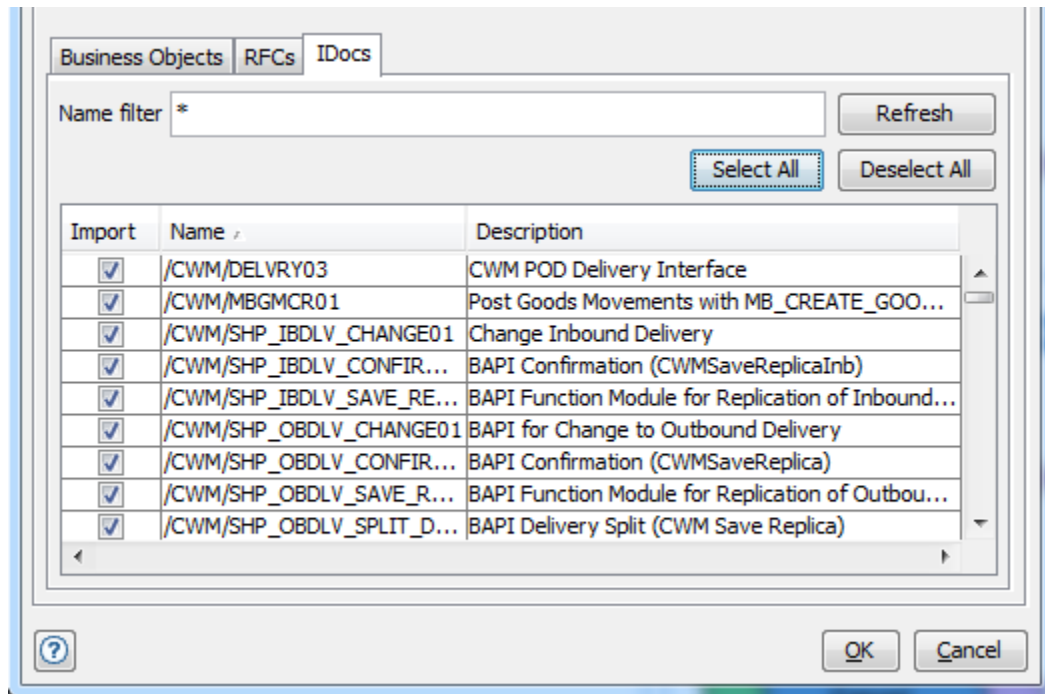 Business Objects RFCs IDocs
Name filter * Refresh
Select All Deselect All
Import Name Description
/CWM/DELVRY03 CWM POD Delivery Interface
/CWM/MBGMCR01 Post Goods Movements with MB_CREATE_GOO...
/CWM/SHP_IBDLV_CHANGE01 Change Inbound Delivery
/CWM/SHP_IBDLV_CONFIR... BAPI Confirmation (CWMSaveReplicaInb)
/CWM/SHP_IBDLV_SAVE_RE... BAPI Function Module for Replication of Inbound...
/CWM/SHP_OBDLV_CHANGE01 BAPI for Change to Outbound Delivery
/CWM/SHP_OBDLV_CONFIR... BAPI Confirmation (CWMSaveReplica)
/CWM/SHP_OBDLV_SAVE_R... BAPI Function Module for Replication of Outbou...
/CWM/SHP_OBDLV_SPLIT_D... BAPI Delivery Split (CWM Save Replica)
? OK Cancel